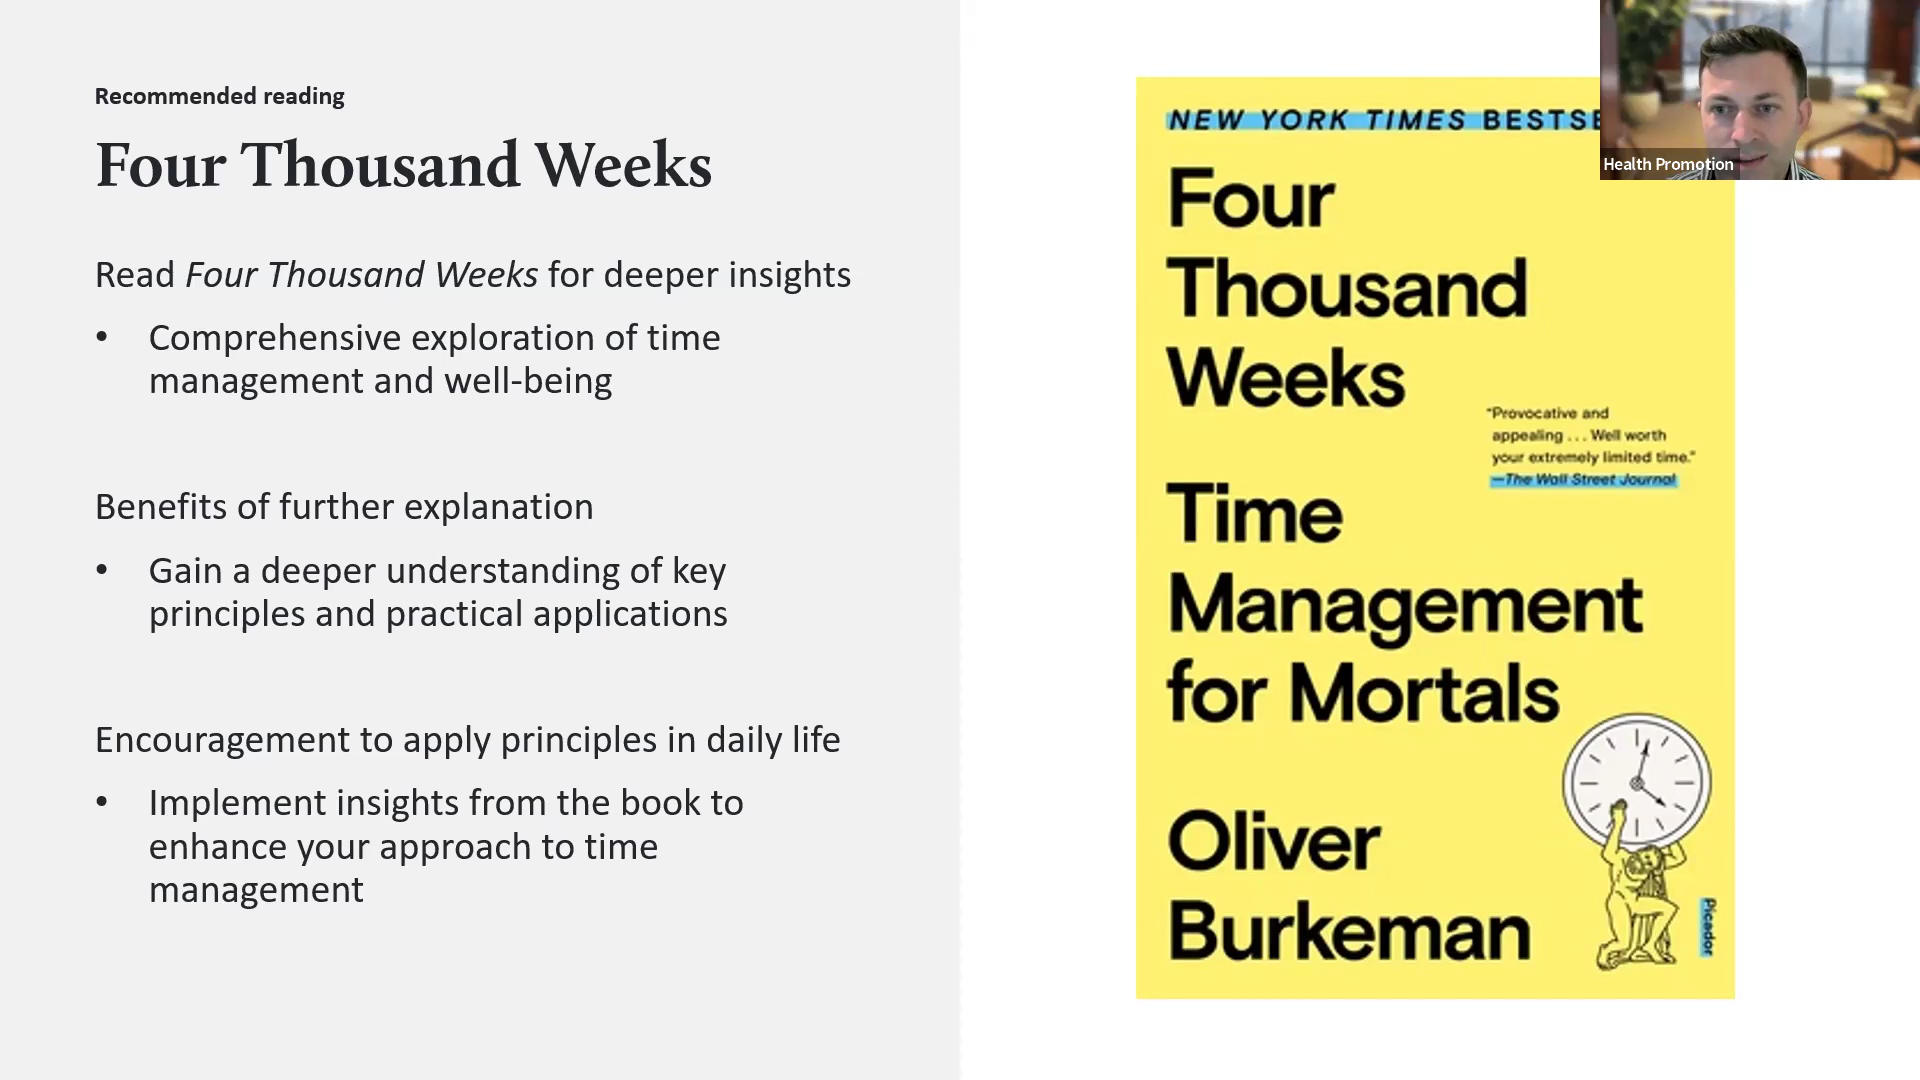 Recommended reading
Four Thousand Weeks
Read Four Thousand Weeks for deeper insights
• Comprehensive exploration of time
management and well-being
Benefits of further explanation
• Gain a deeper understanding of key
principles and practical applications
Encouragement to apply principles in daily life
• Implement insights from the book to
enhance your approach to time
management
NEW YORK TIMES
Four
Thousand
Weeks
"Provocative and
appealing . . . Well worth
your extremely limited time."
—The Wall Street Journal
Time
Management
for Mortals
Oliver
Burkeman
Picador
Health Promotion